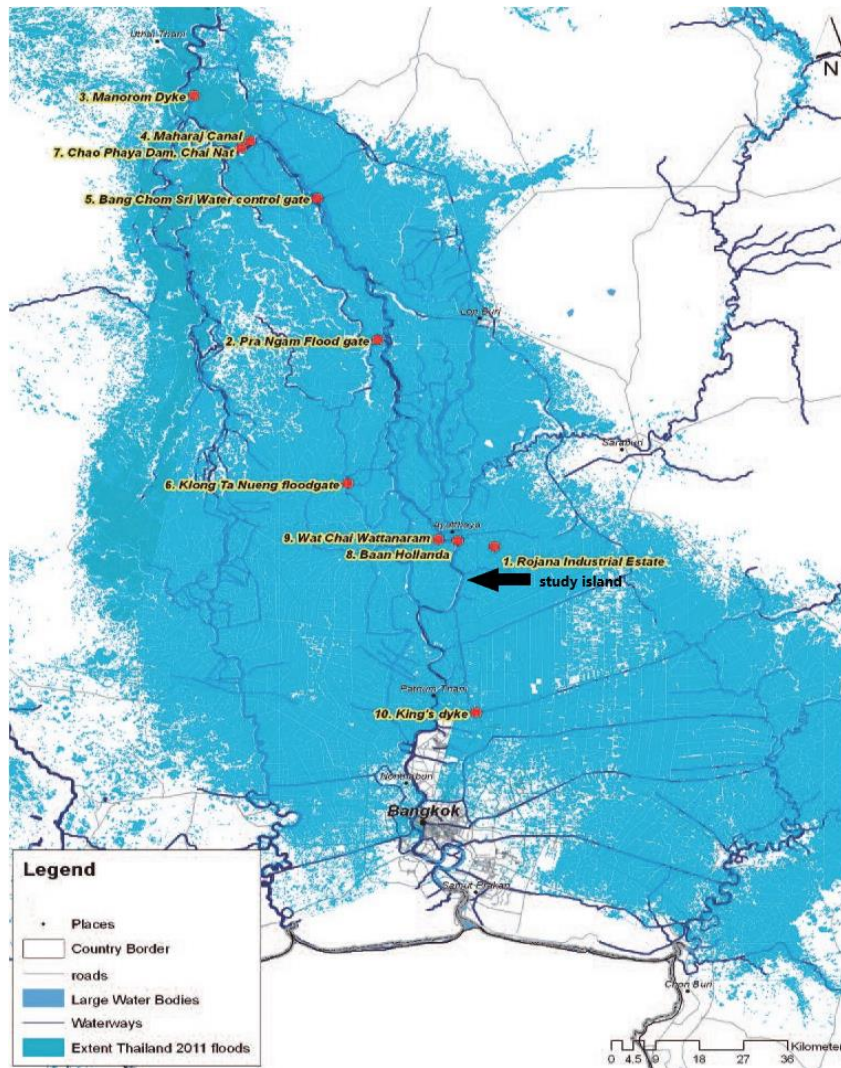 Uthai Thani
N
3. Manorom Dyke
4. Maharaj Canal
7. Chao Phaya Dam, Chai Nat
5. Bang Chom Sri Water control gate
Lop Buri
2. Pra Ngam Flood gate
Saraburi
6. Klong Ta Nueng floodgate
Ayutthaya
9. Wat Chai Wattanaram
8. Baan Hollanda
1. Rojana Industrial Estate
study island
Pathum Thani
10. King's dyke
Nonthaburi
Bangkok
Samut Prakan
Chon Buri
Legend
Places
Country Border
roads
Large Water Bodies
Waterways
Extent Thailand 2011 floods
Kilometer
0 4.5 9 18 27 36